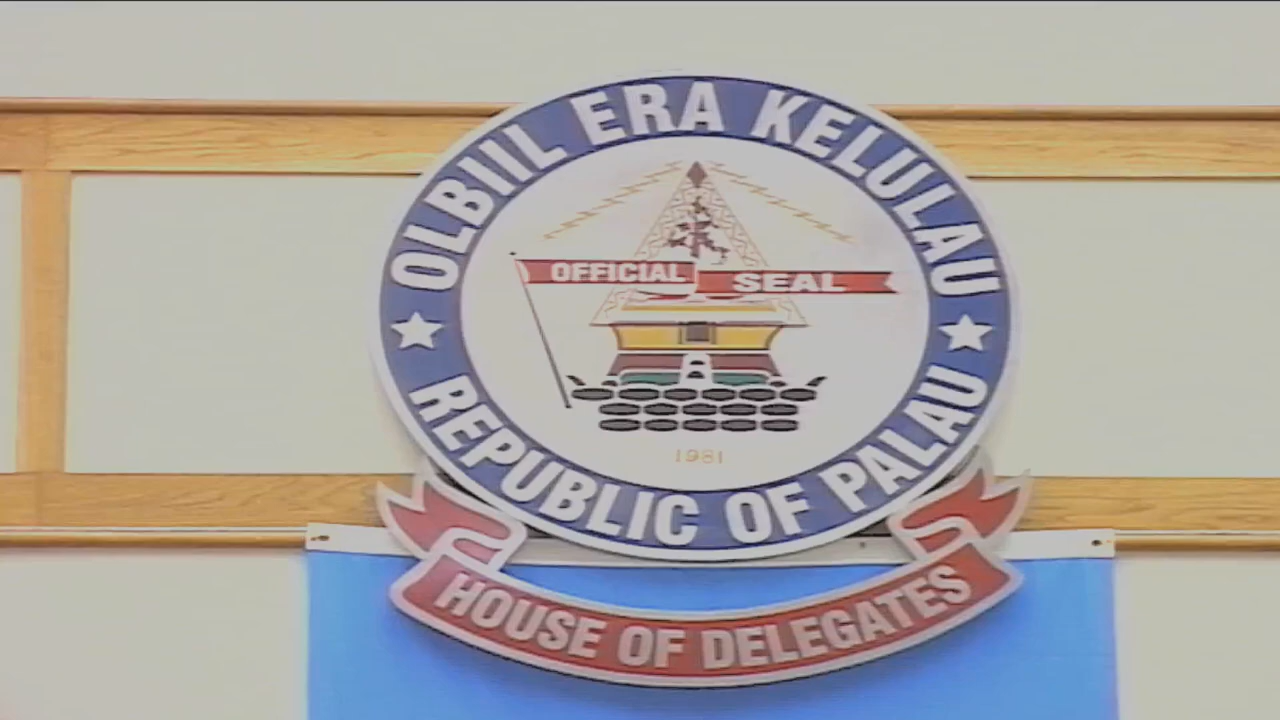 OLBIIL ERA KELULAU
OFFICIAL SEAL
1981
REPUBLIC OF PALAU
HOUSE OF DELEGATES